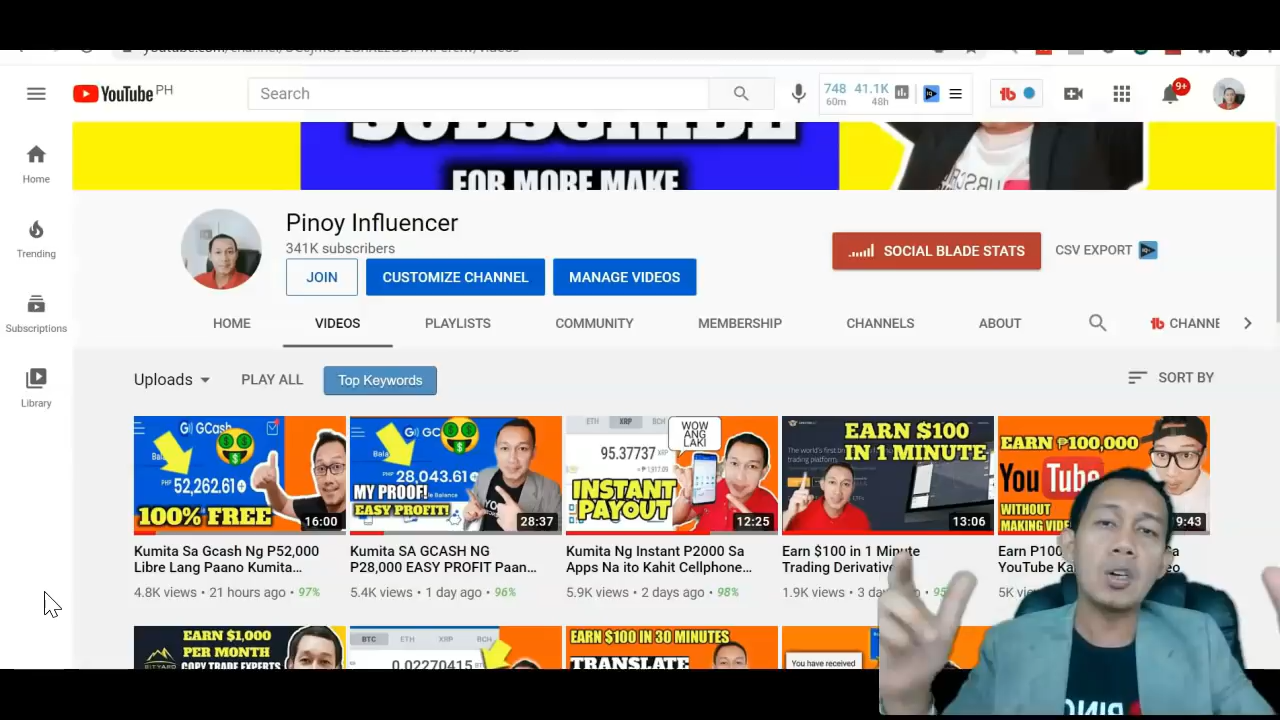 YouTube PH
Search
748 41.1K
60m 48h
9+
SUBSCRIBE
FOR MORE MAKE
Home
Trending
Subscriptions
Library
Pinoy Influencer
341K subscribers
JOIN CUSTOMIZE CHANNEL MANAGE VIDEOS
SOCIAL BLADE STATS CSV EXPORT
HOME VIDEOS PLAYLISTS COMMUNITY MEMBERSHIP CHANNELS ABOUT CHANNE
Uploads PLAY ALL Top Keywords SORT BY
GCash
PHP 52,262.61
100% FREE
16:00
PHP 28,043.61
MY PROOF!
EASY PROFIT!
28:37
ETH XRP BCH
WOW
ANG
LAKI
95.37737 XRP
INSTANT
PAYOUT
12:25
EARN $100
IN 1 MINUTE
The world's first
trading platform.
13:06
EARN ₱100,000
YouTube
WITHOUT
MAKING
9:43
Kumita Sa Gcash Ng P52,000
Libre Lang Paano Kumita...
4.8K views • 21 hours ago • 97%
Kumita SA GCASH NG
P28,000 EASY PROFIT Paan...
5.4K views • 1 day ago • 96%
Kumita Ng Instant P2000 Sa
Apps Na ito Kahit Cellphone...
5.9K views • 2 days ago • 98%
Earn $100 in 1 Minute
Trading
1.9K views • 3
Earn
YouTube
EARN $1,000
PER MONTH
COPY TRADE EXPERTS
BTC ETH XRP BCH
0.02270415
EARN $100 IN 30 MINUTES
TRANSLATE
You have received